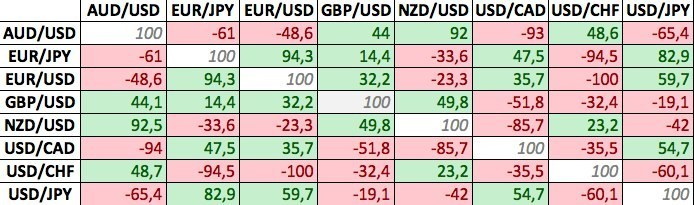 AUD/USD EUR/JPY EUR/USD GBP/USD NZD/USD USD/CAD USD/CHF USD/JPY
AUD/USD 100 -61 -48,6 44 92 -93 48,6 -65,4
EUR/JPY -61 100 94,3 14,4 -33,6 47,5 -94,5 82,9
EUR/USD -48,6 94,3 100 32,2 -23,3 35,7 -100 59,7
GBP/USD 44,1 14,4 32,2 100 49,8 -51,8 -32,4 -19,1
NZD/USD 92,5 -33,6 -23,3 49,8 100 -85,7 23,2 -42
USD/CAD -94 47,5 35,7 -51,8 -85,7 100 -35,5 54,7
USD/CHF 48,7 -94,5 -100 -32,4 23,2 -35,5 100 -60,1
USD/JPY -65,4 82,9 59,7 -19,1 -42 54,7 -60,1 100